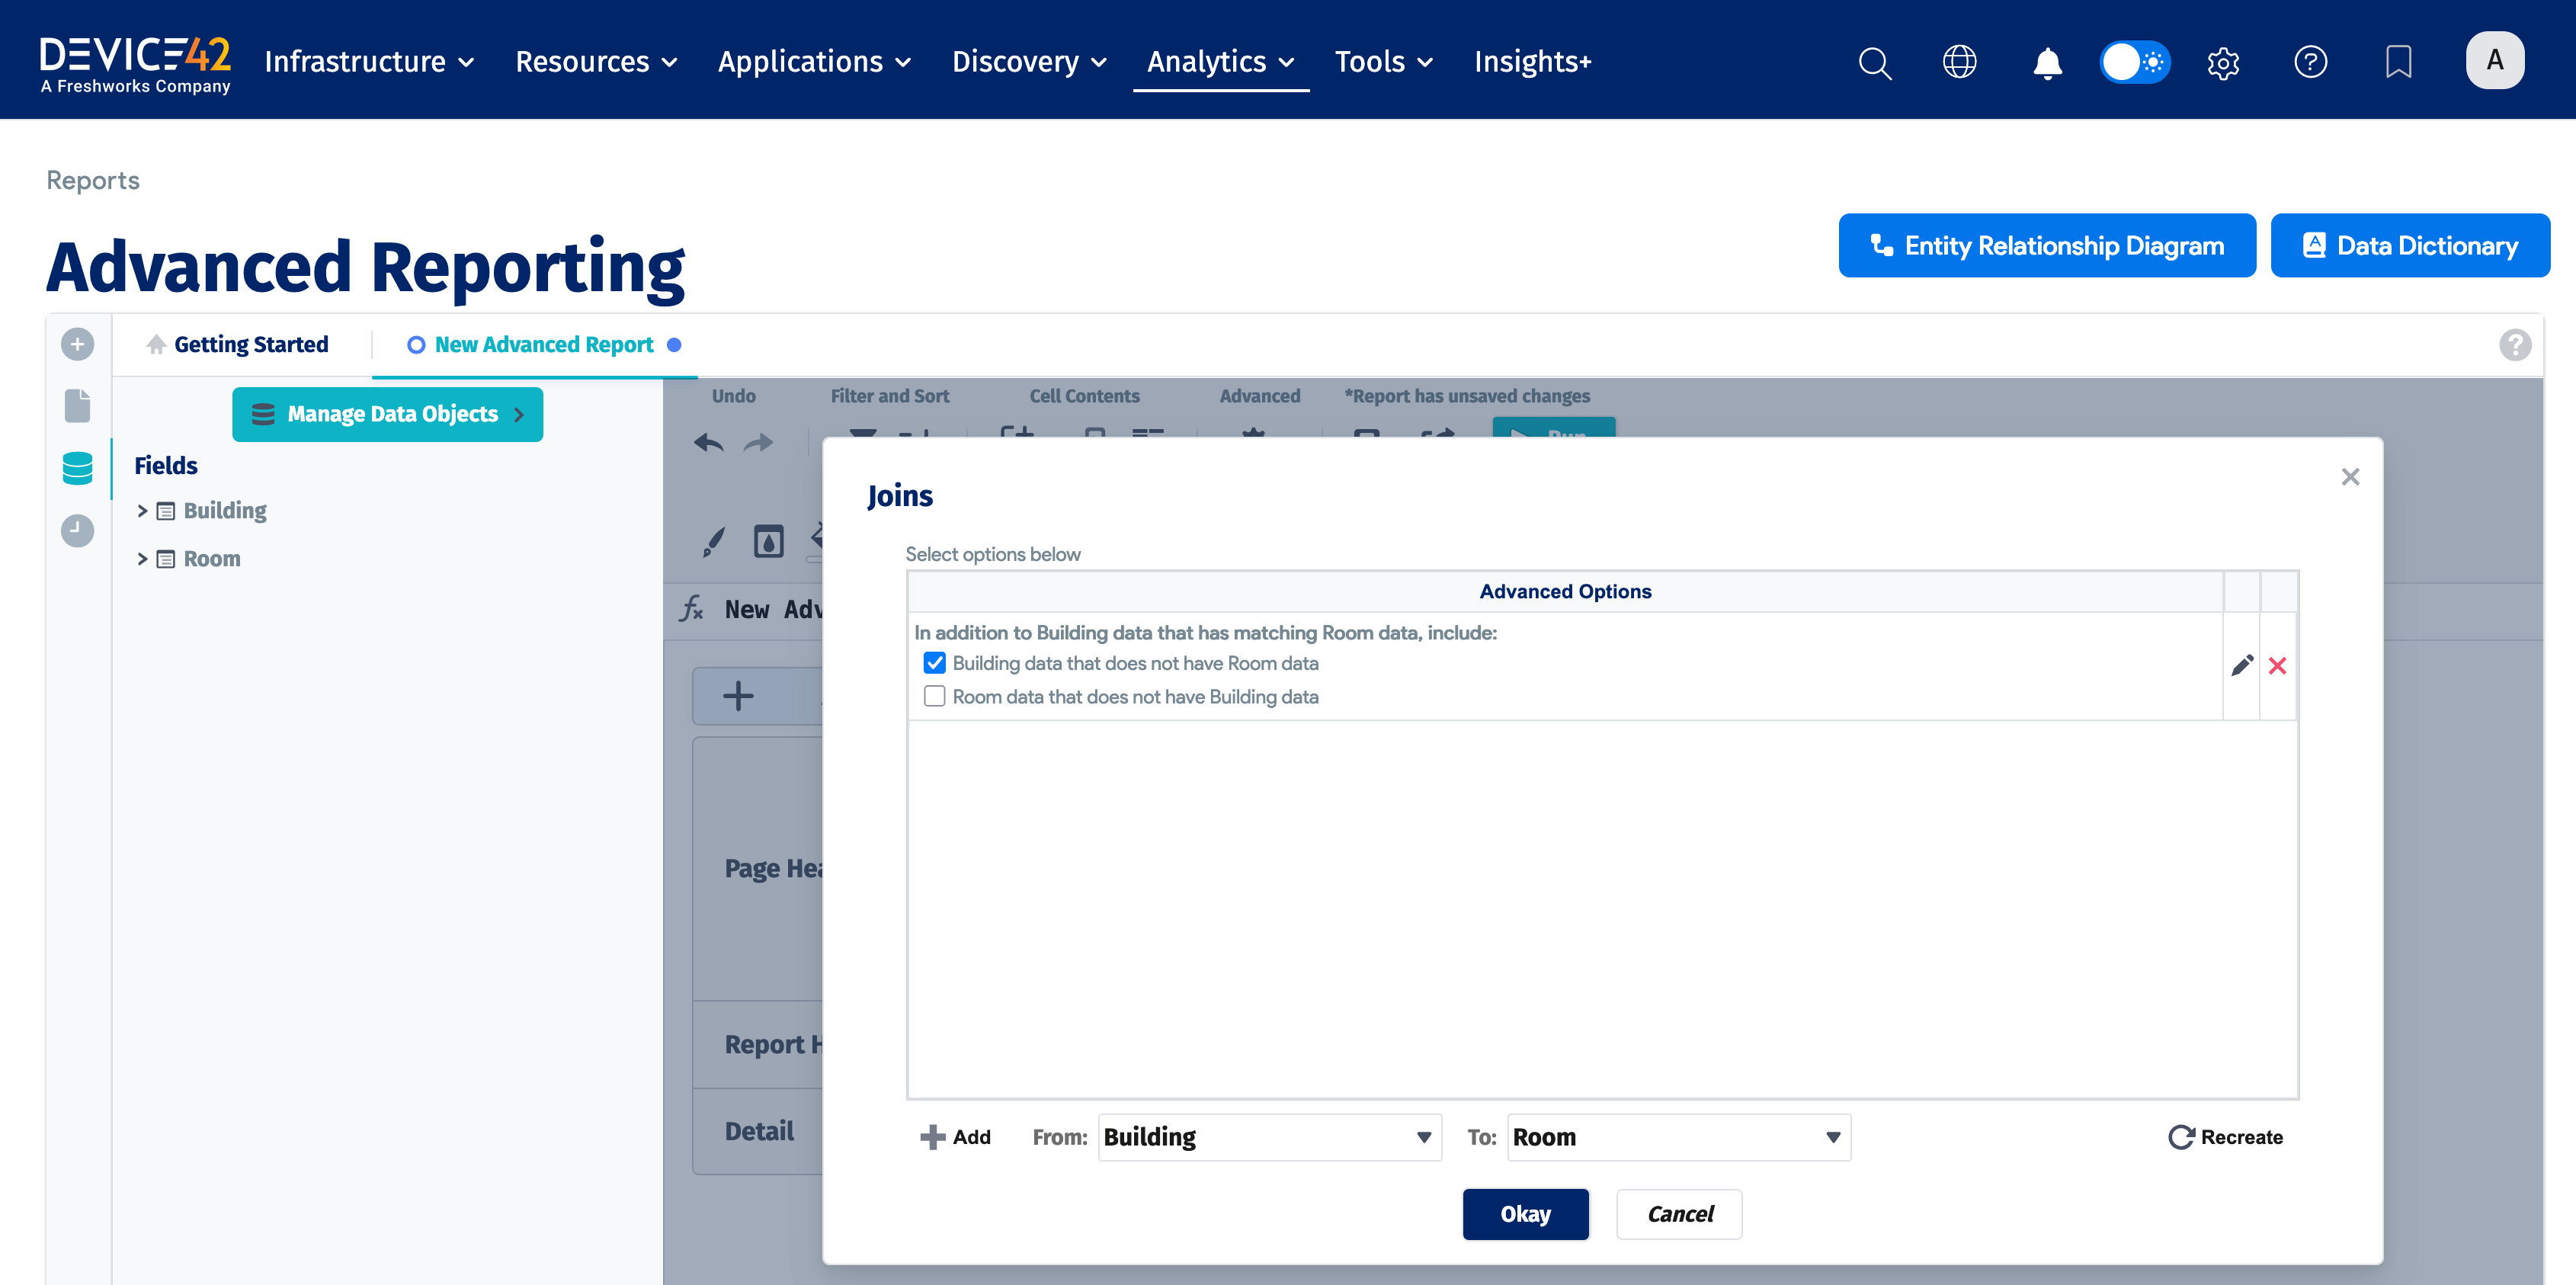 DEVICE42
A Freshworks Company
Infrastructure Resources Applications Discovery Analytics Tools Insights+
A
Reports
Advanced Reporting
Entity Relationship Diagram
Data Dictionary
Getting Started
New Advanced Report
Manage Data Objects
Fields
Building
Room
Undo Filter and Sort Cell Contents Advanced *Report has unsaved changes
fx New Adv
Page Hea
Report H
Detail
Joins
Select options below
Advanced Options
In addition to Building data that has matching Room data, include:
Building data that does not have Room data
Room data that does not have Building data
Add From: Building To: Room Recreate
Okay Cancel